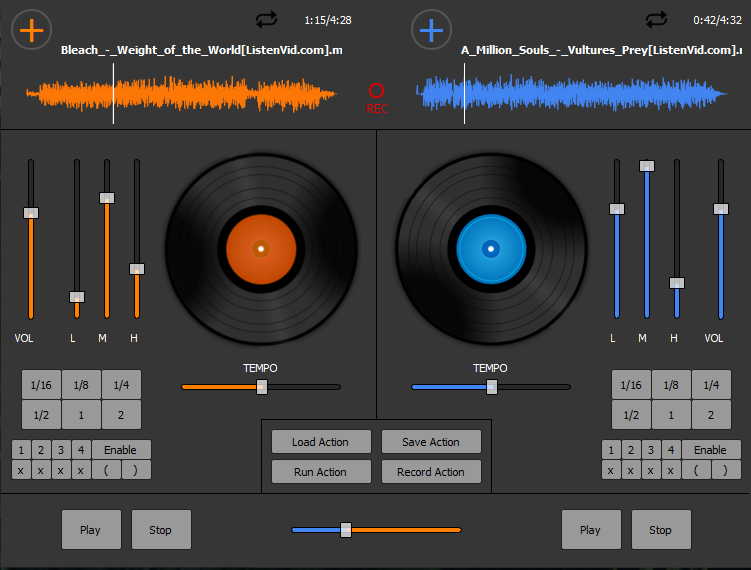 1:15/4:28
Bleach_-_Weight_of_the_World[ListenVid.com].m
0:42/4:32
A_Million_Souls_-_Vultures_Prey[ListenVid.com].
REC
VOL L M H
L M H VOL
TEMPO
TEMPO
1/16 1/8 1/4
1/2 1 2
1/16 1/8 1/4
1/2 1 2
Load Action Save Action
Run Action Record Action
1 2 3 4 Enable
x x x x ( )
1 2 3 4 Enable
x x x x ( )
Play Stop
Play Stop